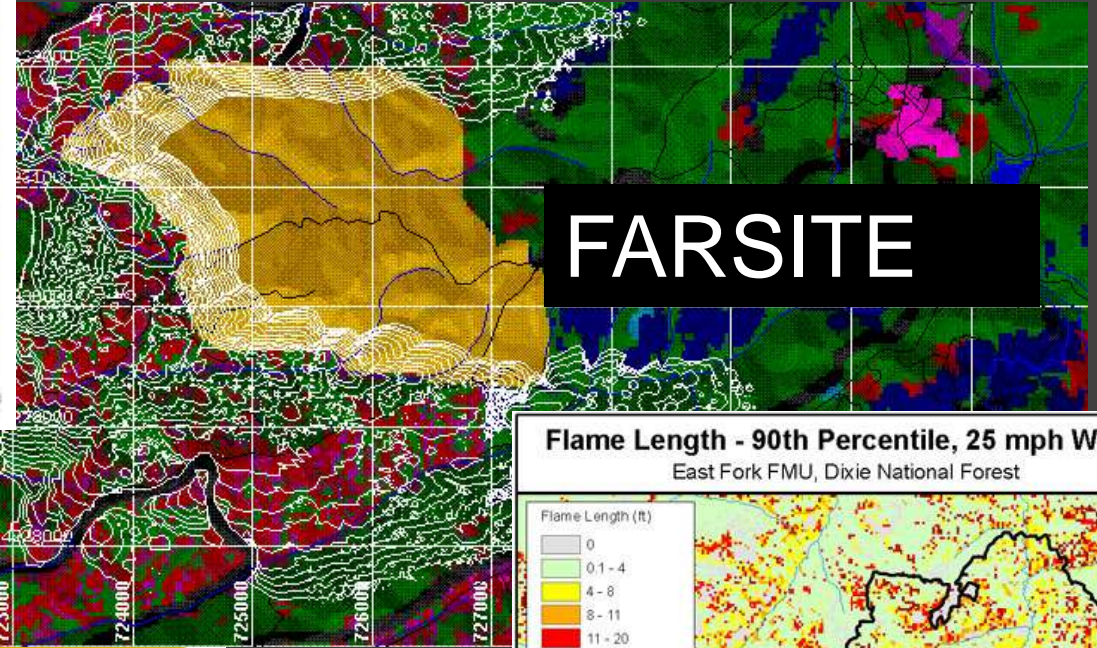 FARSITE
723000
724000
725000
726000
727000
Flame Length - 90th Percentile, 25 mph W
East Fork FMU, Dixie National Forest
Flame Length (ft)
0
0.1 - 4
4 - 8
8 - 11
11 - 20